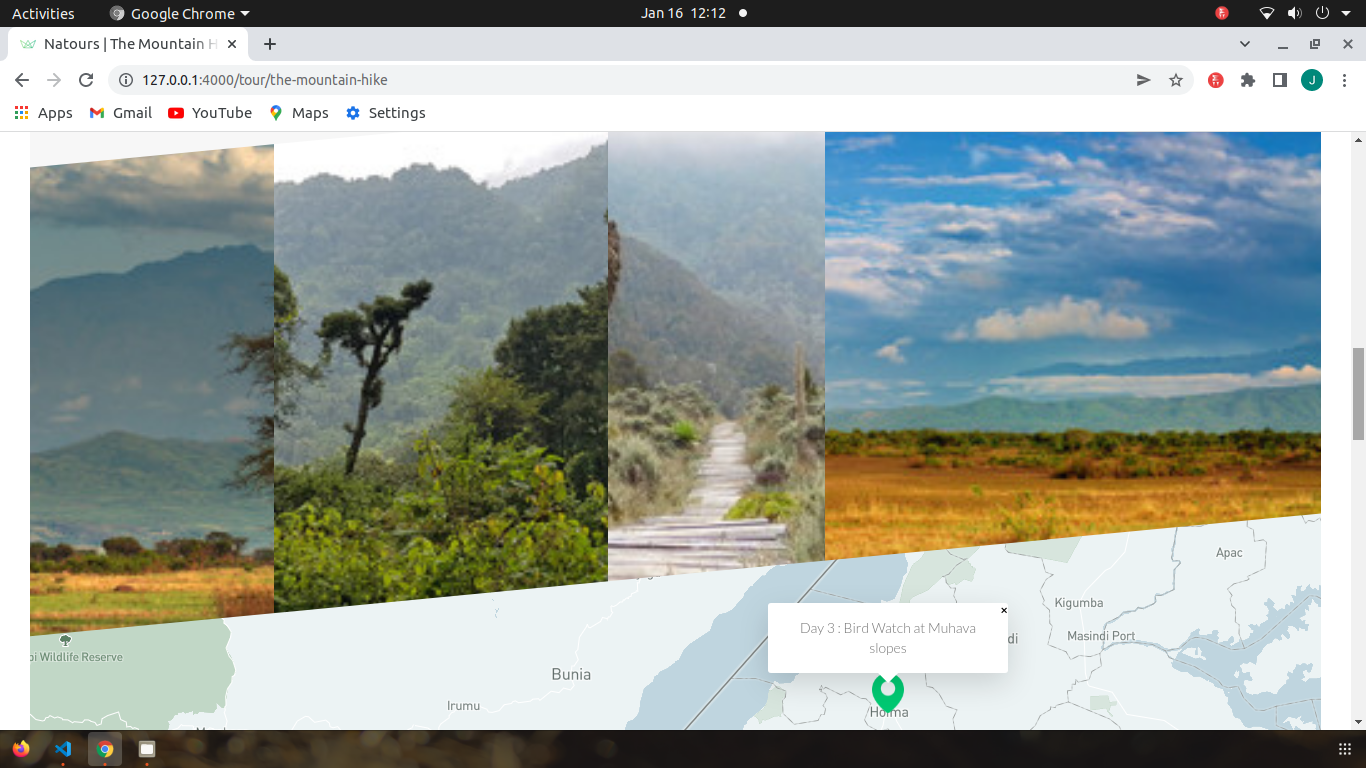 Activities
Google Chrome
Jan 16 12:12
Natours | The Mountain H
127.0.0.1:4000/tour/the-mountain-hike
J
Apps
Gmail
YouTube
Maps
Settings
Apac
Kigumba
Day 3 : Bird Watch at Muhava
slopes
di
Masindi Port
bi Wildlife Reserve
Bunia
Irumu
Hoima